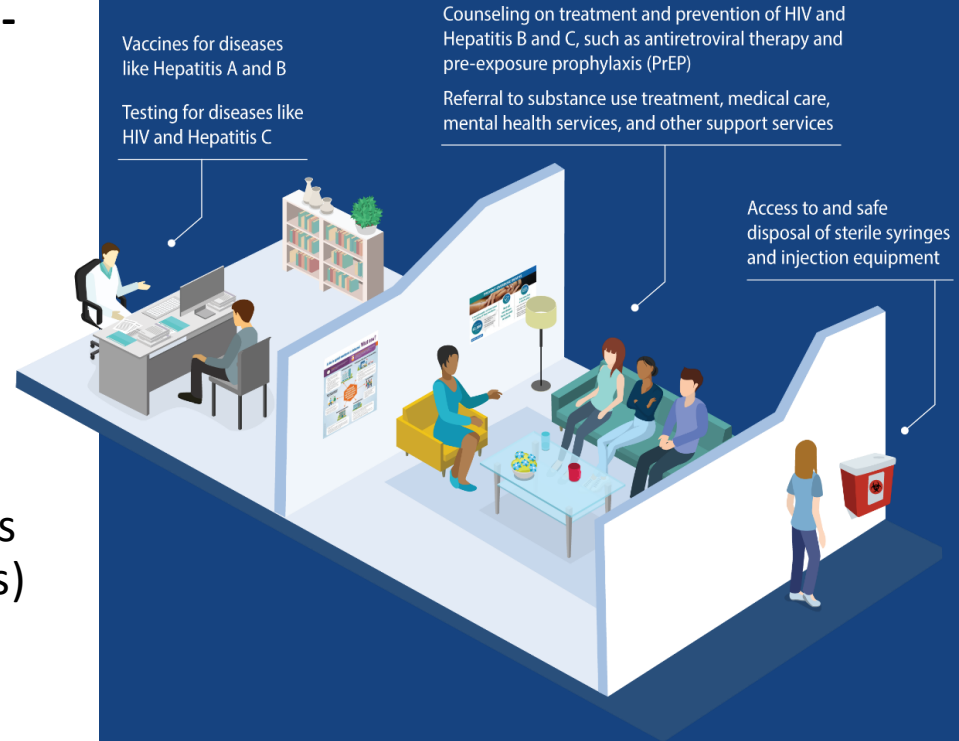 -
Vaccines for diseases
like Hepatitis A and B
Testing for diseases like
HIV and Hepatitis C
Counseling on treatment and prevention of HIV and
Hepatitis B and C, such as antiretroviral therapy and
pre-exposure prophylaxis (PrEP)
Referral to substance use treatment, medical care,
mental health services, and other support services
Access to and safe
disposal of sterile syringes
and injection equipment
s
s)